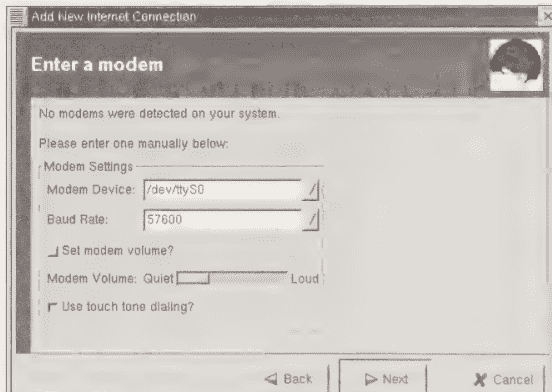 Add New Internet Connection
Enter a modem
No modems were detected on your system.
Please enter one manually below:
Modem Settings
Modem Device: /dev/ttyS0
Baud Rate: 57600
Set modem volume?
Modem Volume: Quiet Loud
Use touch tone dialing?
Back Next Cancel